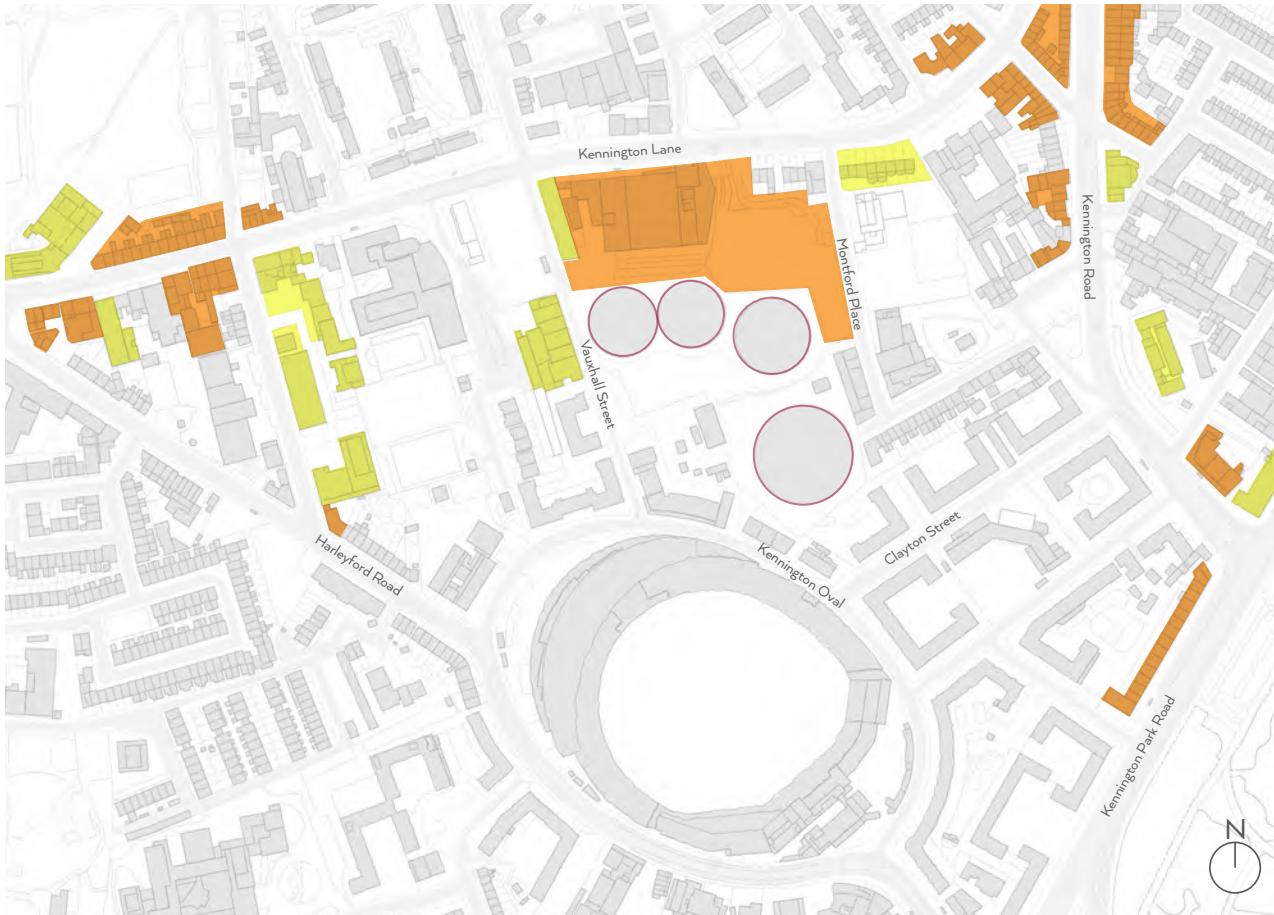 Kennington Lane
Kennington Road
Montford Place
Vauxhall Street
Clayton Street
Harleyford Road
Kennington Oval
Kennington Park Road
N